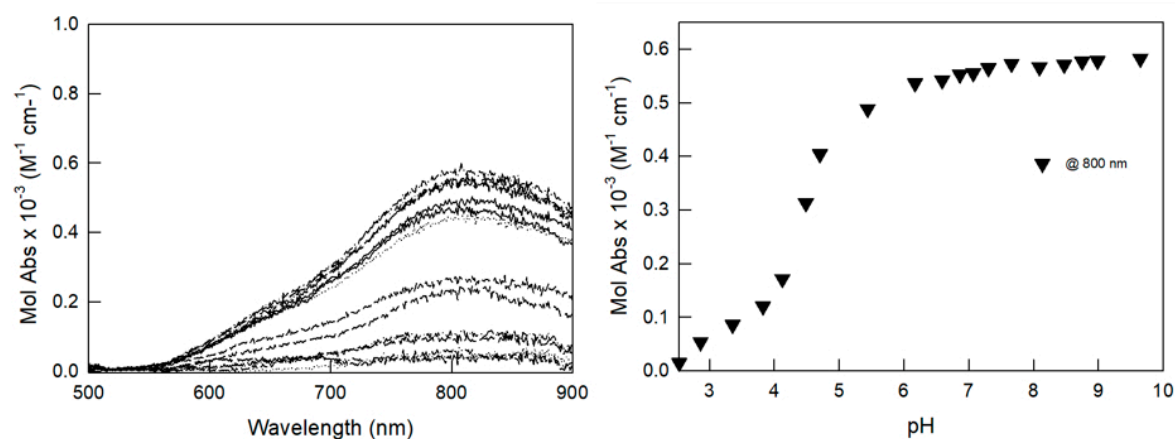 1.0
0.8
0.6
0.4
0.2
0.0
Mol Abs x 10⁻³ (M⁻¹ cm-¹)
500 600 700 800 900
Wavelength (nm)
0.6
0.5
0.4
0.3
0.2
0.1
0.0
Mol Abs x 10⁻³ (M⁻¹ cm⁻¹)
@ 800 nm
3 4 5 6 7 8 9 10
pH